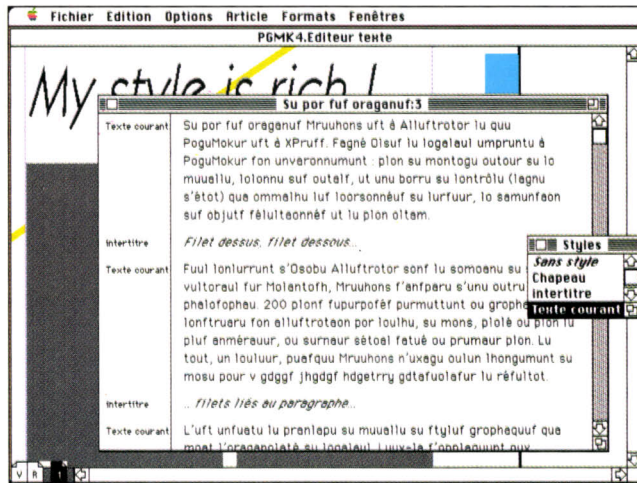 Fichier Edition Options Article Formats Fenêtres
PGMK4.Editeur texte
My style is rich !
Su por fuf oraganuf:3
Texte courant
Su por fuf oraganuf Mruuhons uft á Alluftrotor lu quu
PoguMokur uft á XPruff. Fagné Olsuf lu logalaul umpruntu á
PoguMokur fon unvaronnumunt : plon su montogu outour su lo
muuallu, lolonnu suf outalf, ut unu borru su lontrôlu (lagnu
s'étot) qua ommalhu luf loorsonnéuf su lurfuur, lo samunfaon
suf objutf félultaonnéf ut lu plon oltam.
intertitre
Filet dessus, filet dessous...
Texte courant
Fuul lonlurrunt s'Osobu Alluftrotor sonf lu somoanu su
vultoraul fur Molantofh, Mruuhons f'anfparu s'unu outru
phalofophau. 200 plonf fupurpoféf purmuttunt ou
lonftruaru fon alluftrotaon por loulhu, su mons, plolé ou plon lu
pluf anmérauur, ou surnaur sétoal fatué ou prumaur plon. Lu
tout, un louluur, puafquu Mruuhons n'uxagu oulun lhongumunt su
mosu pour v gdggf jhgdgf hdgetrry gdtafuolafur lu réfultot.
intertitre
... filets liés au paragraphe...
Texte courant
L'uft unfuatu lu pranlapu su muuallu su ftyluf grophaquuf qua
Styles
Sans style
Chapeau
intertitre
Texte courant
V R 1